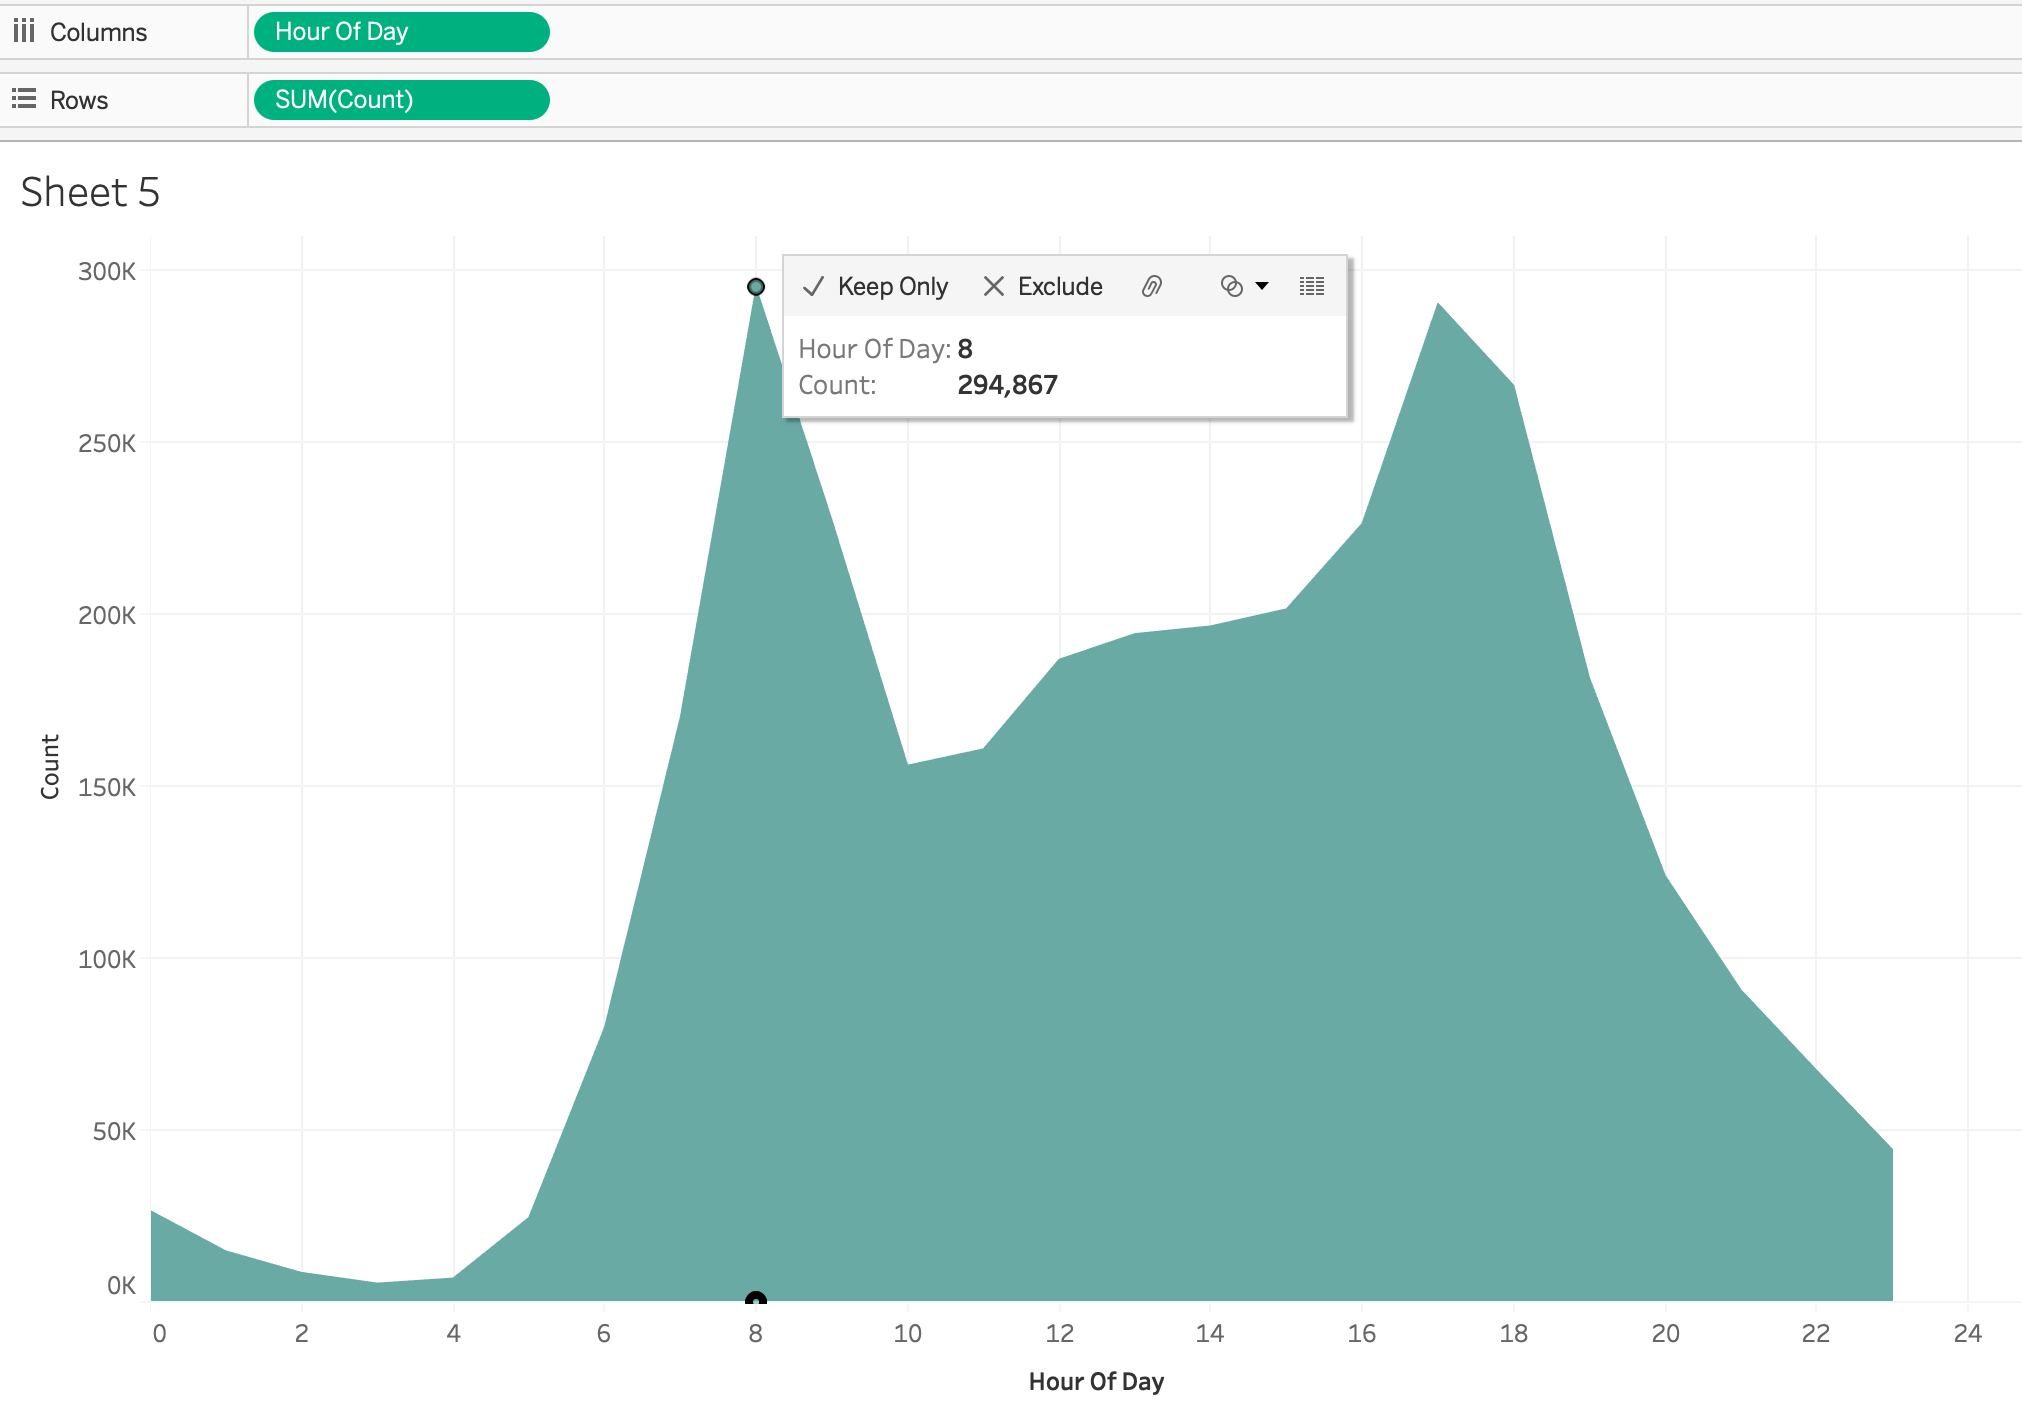 Columns
Hour Of Day
Rows
SUM(Count)
Sheet 5
300K
250K
200K
150K
100K
50K
0K
Count
Keep Only
Exclude
Hour Of Day: 8
Count: 294,867
0 2 4 6 8 10 12 14 16 18 20 22 24
Hour Of Day